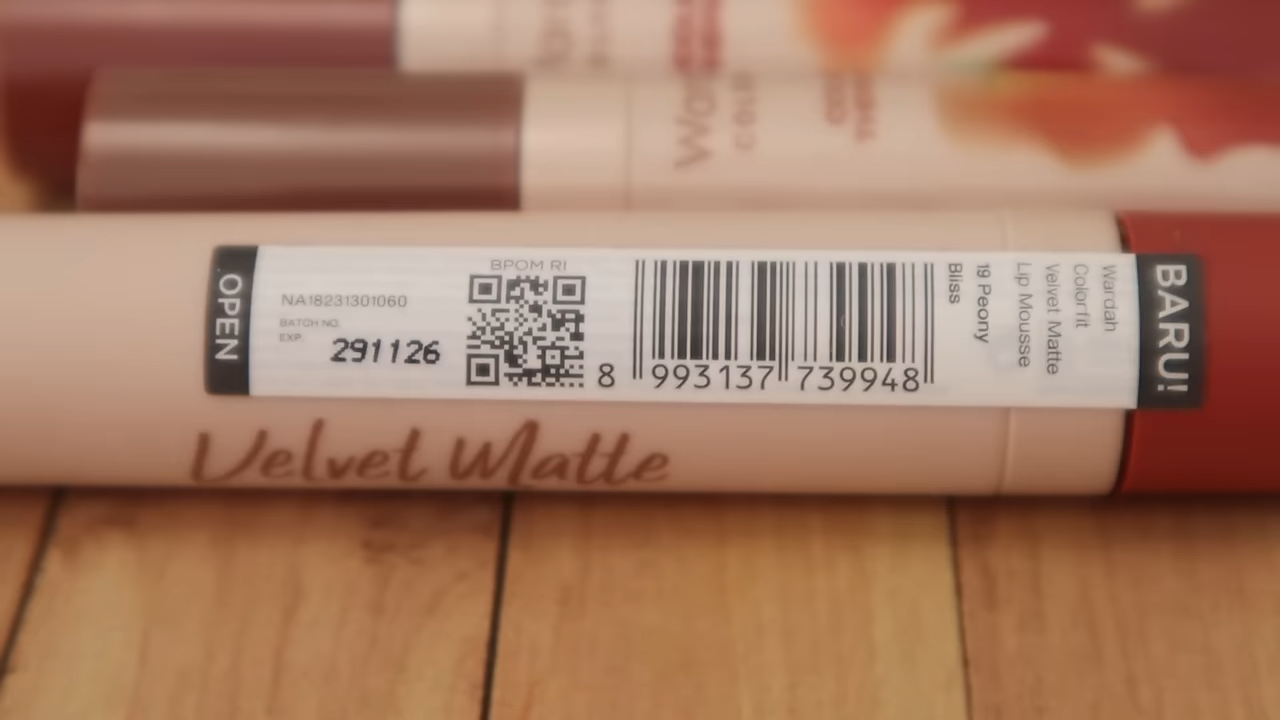 OPEN
BPOM RI
NA18231301060
BATCH NO.
EXP.
291126
8 993137 739948
Wardah
Colorfit
Velvet Matte
Lip Mousse
19 Peony
Bliss
BARU!
Velvet Matte